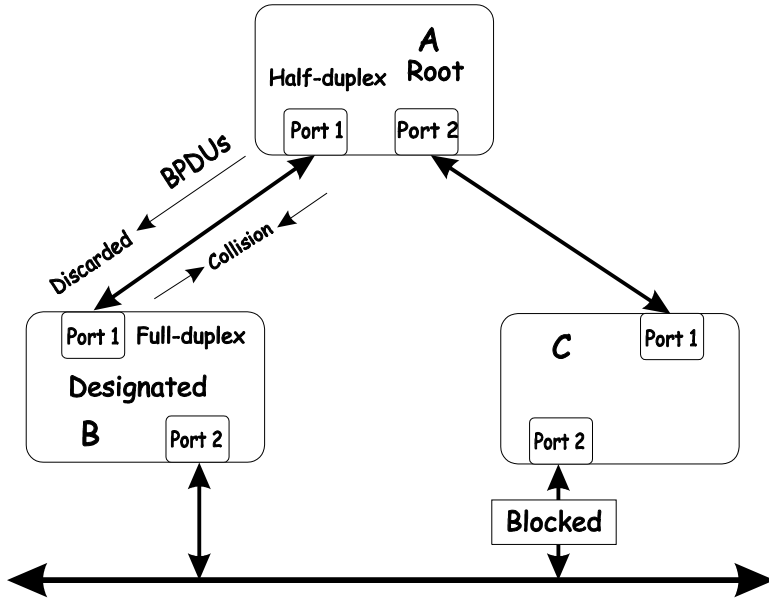 A
Root
Half-duplex
Port 1
Port 2
BPDUs
Discarded
Collision
Port 1
Full-duplex
Designated
B
Port 2
C
Port 1
Port 2
Blocked